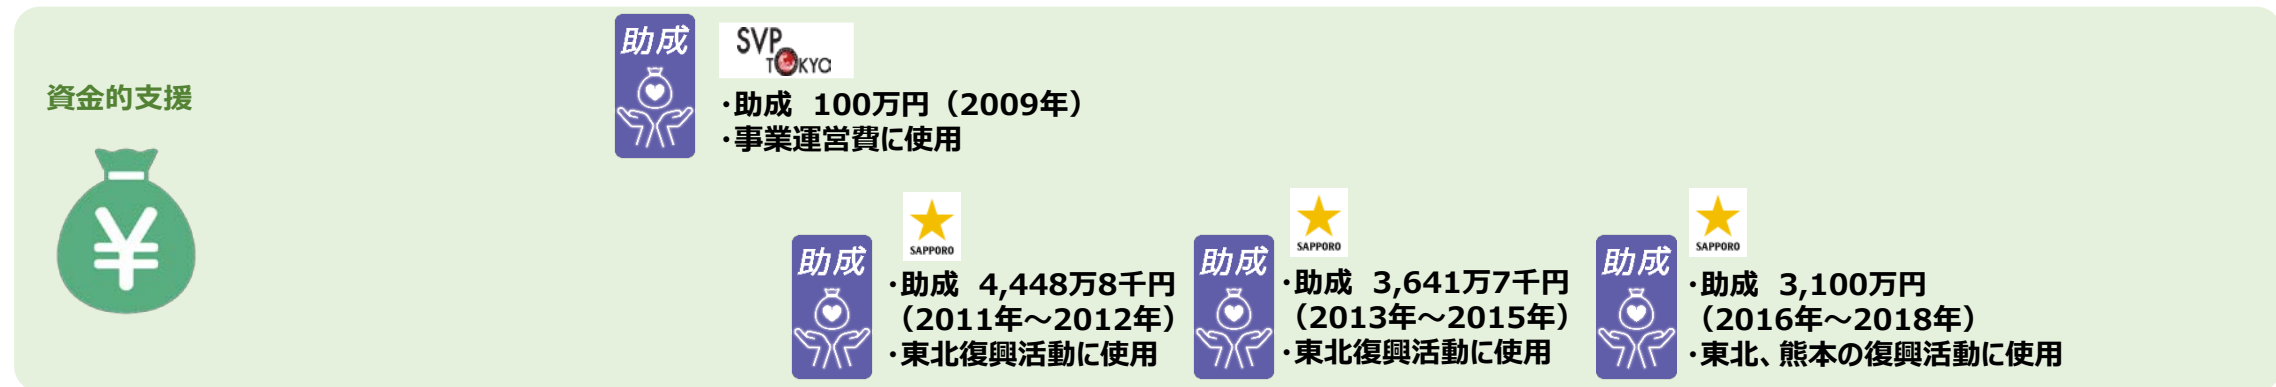 資金的支援
¥
助成
SVP
TOKYO
・助成 100万円（2009年）
・事業運営費に使用
助成
SAPPORO
・助成 4,448万8千円
（2011年～2012年）
・東北復興活動に使用
助成
SAPPORO
・助成 3,641万7千円
（2013年～2015年）
・東北復興活動に使用
助成
SAPPORO
・助成 3,100万円
（2016年～2018年）
・東北、熊本の復興活動に使用